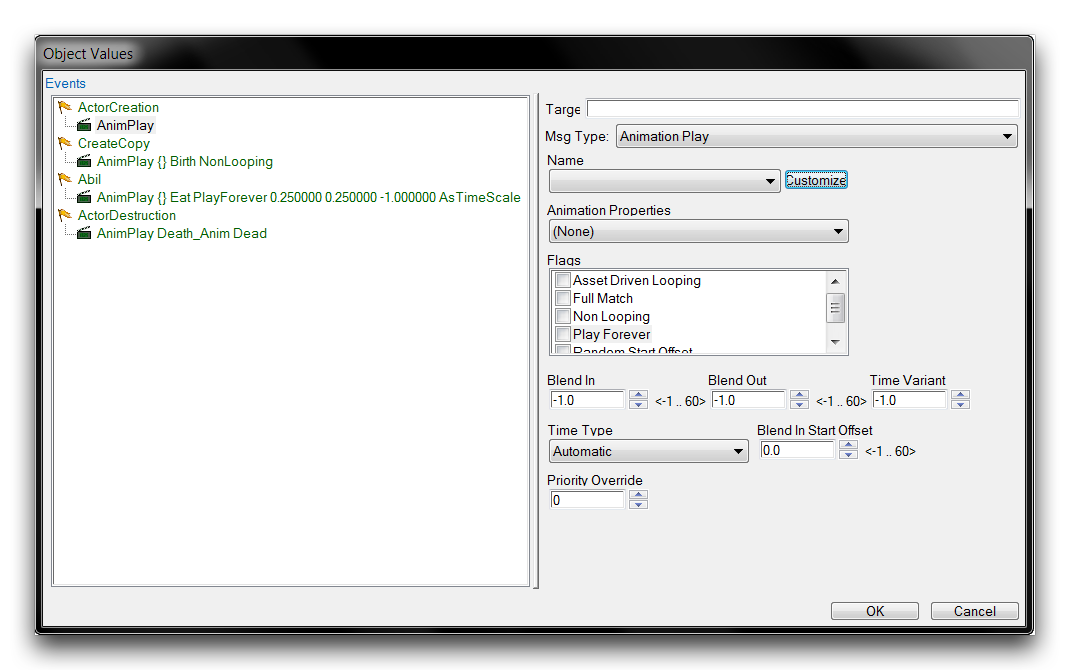 Object Values
Events
ActorCreation
AnimPlay
CreateCopy
AnimPlay {} Birth NonLooping
Abil
AnimPlay {} Eat PlayForever 0.250000 0.250000 -1.000000 AsTimeScale
ActorDestruction
AnimPlay Death_Anim Dead
Targe
Msg Type: Animation Play
Name
Customize
Animation Properties
(None)
Flags
Asset Driven Looping
Full Match
Non Looping
Play Forever
Random Start Offset
Blend In Blend Out Time Variant
-1.0 <-1 .. 60> -1.0 <-1 .. 60> -1.0
Time Type Blend In Start Offset
Automatic 0.0 <-1 .. 60>
Priority Override
0
OK Cancel